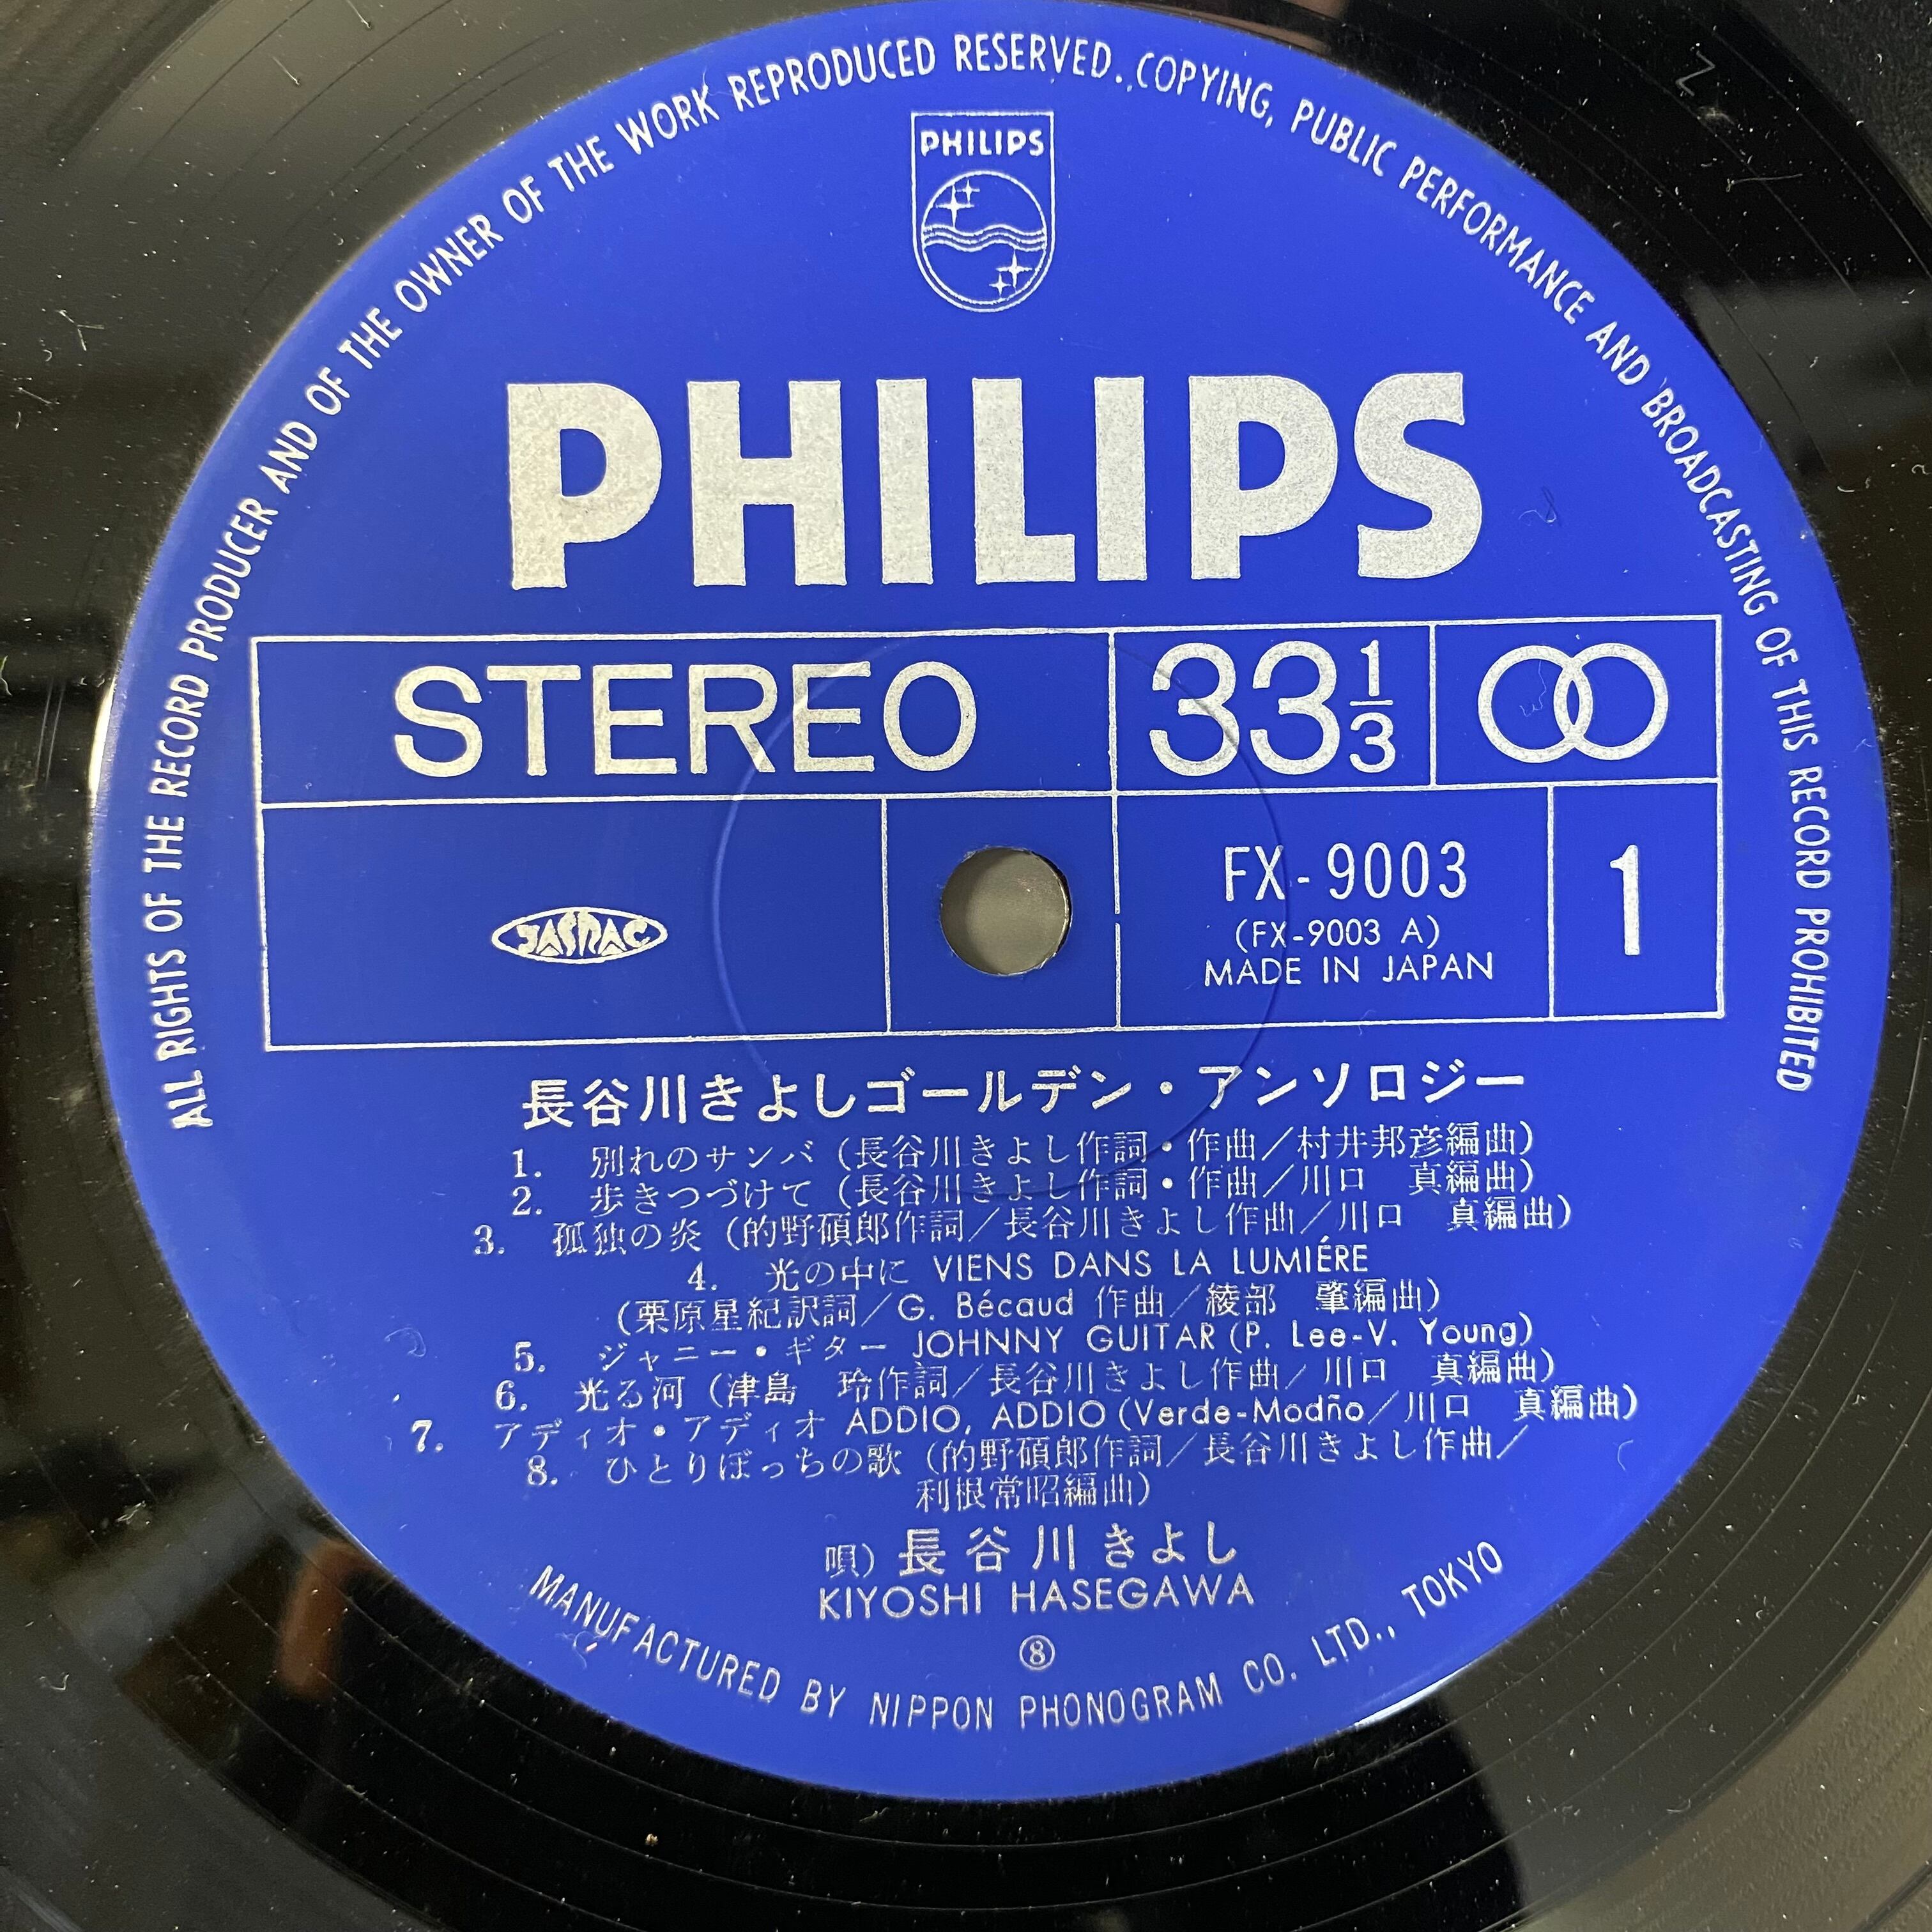 ALL RIGHTS OF THE RECORD PRODUCER AND OF THE OWNER OF THE WORK REPRODUCED RESERVED. COPYING, PUBLIC PERFORMANCE AND BROADCASTING OF THIS RECORD PROHIBITED
PHILIPS
PHILIPS
STEREO
33 1/3
JASRAC
FX-9003
(FX-9003 A)
MADE IN JAPAN
1
長谷川きよしゴールデン・アンソロジー
1. 別れのサンバ (長谷川きよし作詞・作曲／村井邦彦編曲)
2. 歩きつづけて (長谷川きよし作詞・作曲／川口 真編曲)
3. 孤独の炎 (的野碩郎作詞／長谷川きよし作曲／川口 真編曲)
4. 光の中に VIENS DANS LA LUMIÉRE
(栗原星紀訳詞／G. Bécaud 作曲／綾部 肇編曲)
5. ジャニー・ギター JOHNNY GUITAR (P. Lee-V. Young)
6. 光る河 (津島 玲作詞／長谷川きよし作曲／川口 真編曲)
7. アディオ・アディオ ADDIO, ADDIO (Verde-Modño／川口 真編曲)
8. ひとりぼっちの歌 (的野碩郎作詞／長谷川きよし作曲／
利根常昭編曲)
唄) 長谷川きよし
KIYOSHI HASEGAWA
⑧
MANUFACTURED BY NIPPON PHONOGRAM CO. LTD., TOKYO